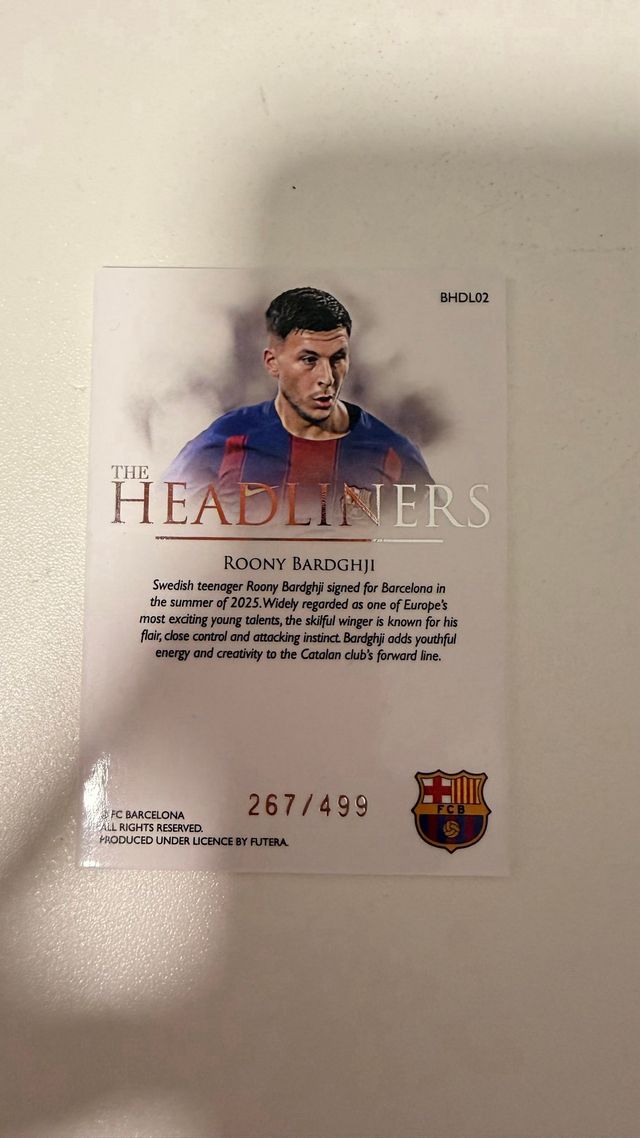 BHDL02
THE
HEADLINERS
ROONY BARDGHJI
Swedish teenager Roony Bardghji signed for Barcelona in
the summer of 2025. Widely regarded as one of Europe's
most exciting young talents, the skilful winger is known for his
flair, close control and attacking instinct. Bardghji adds youthful
energy and creativity to the Catalan club's forward line.
267/499
© FC BARCELONA
ALL RIGHTS RESERVED.
PRODUCED UNDER LICENCE BY FUTERA.
FCB